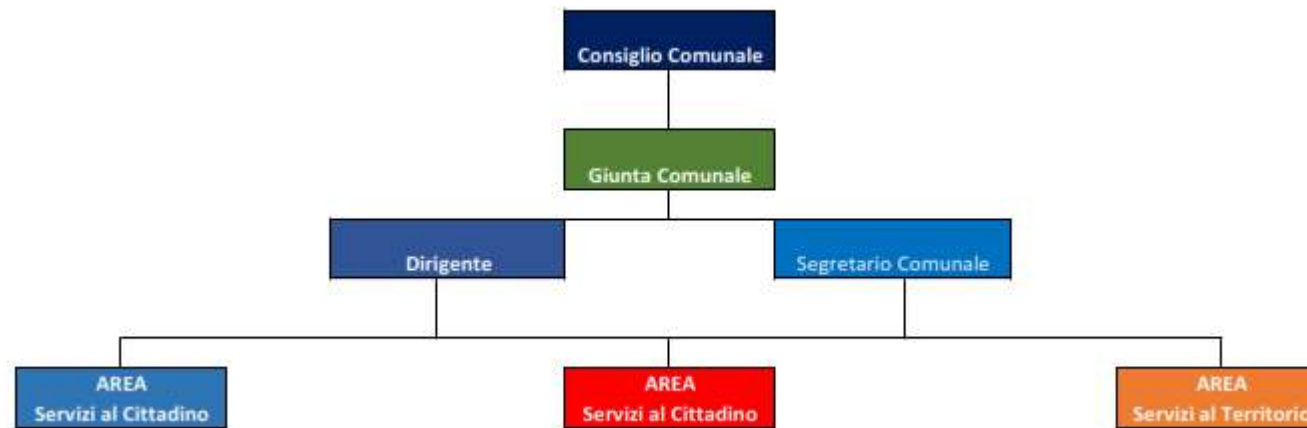 Consiglio Comunale
Giunta Comunale
Dirigente
Segretario Comunale
AREA
Servizi al Cittadino
AREA
Servizi al Cittadino
AREA
Servizi al Territorio